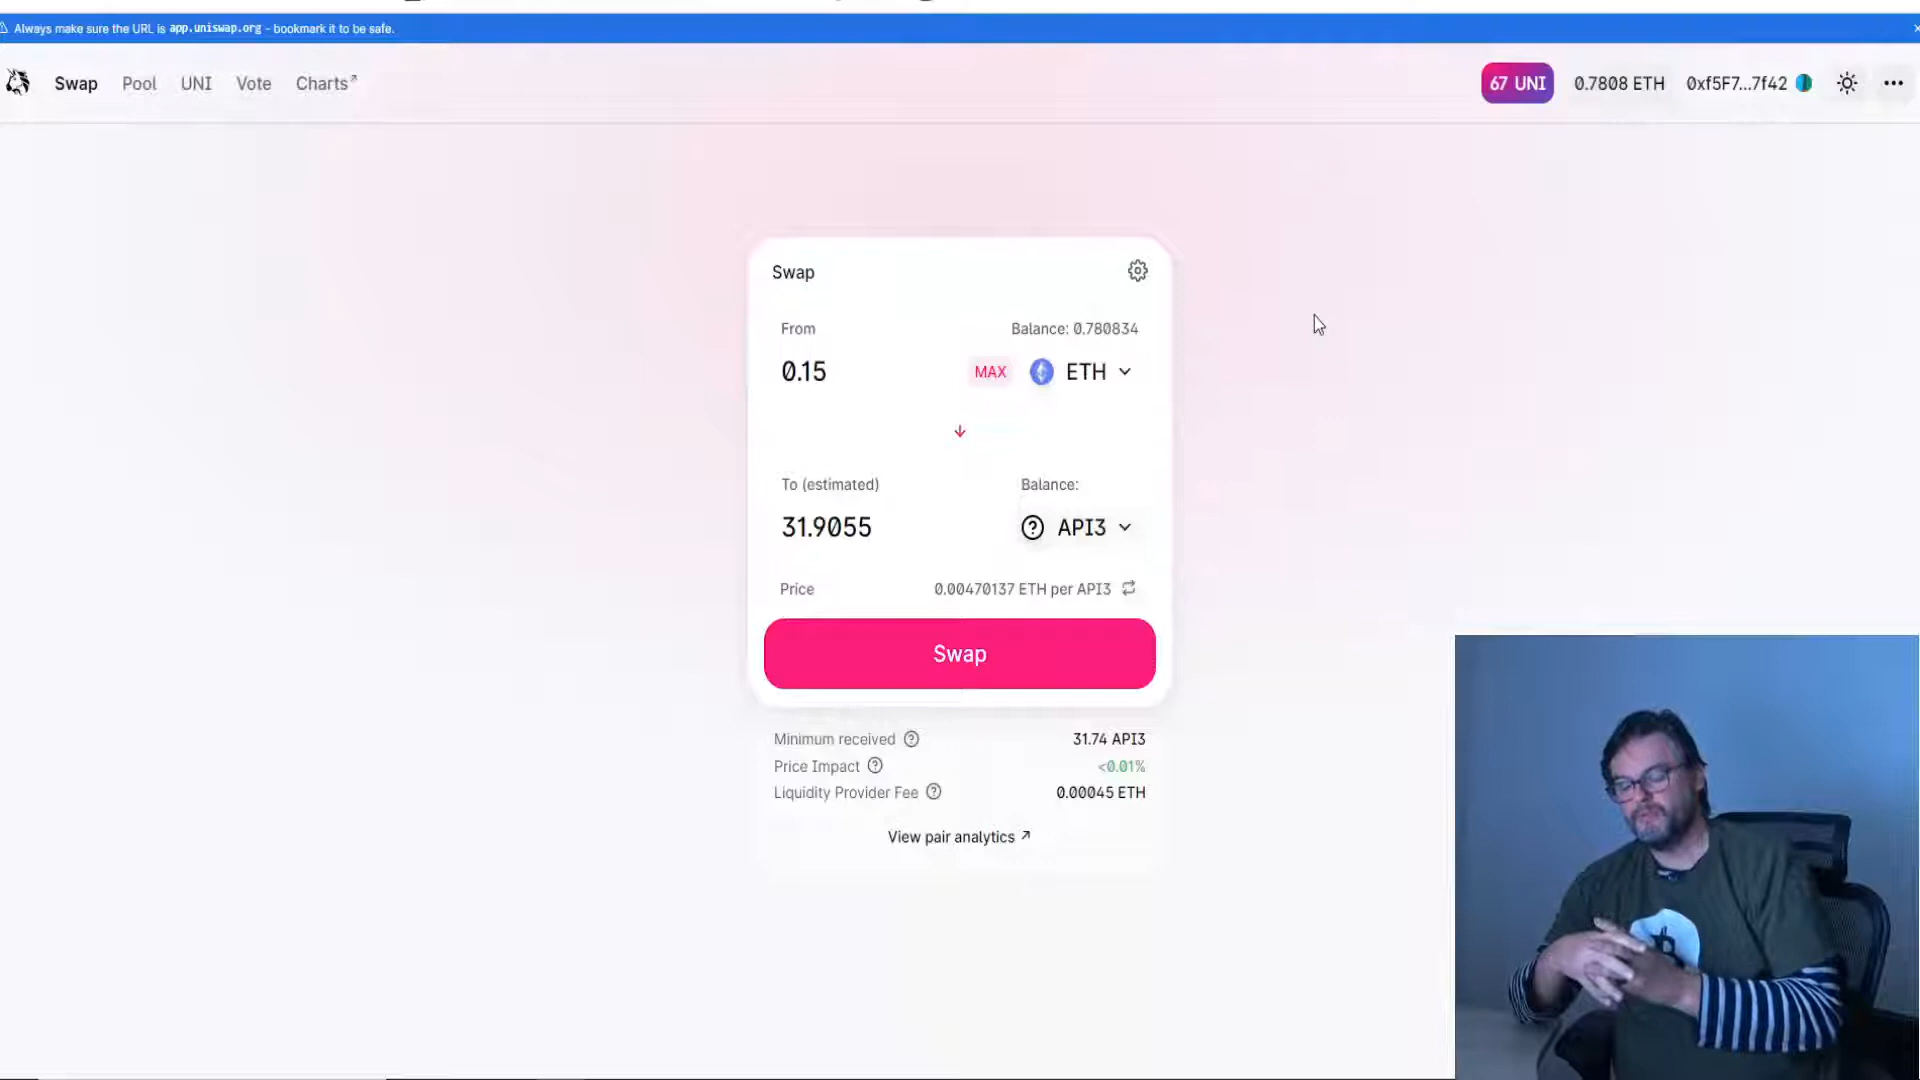 Always make sure the URL is app.uniswap.org - bookmark it to be safe.
Swap Pool UNI Vote Charts↗ 67 UNI 0.7808 ETH 0xf5F7...7f42
Swap
From Balance: 0.780834
0.15 MAX ETH
To (estimated) Balance:
31.9055 API3
Price 0.00470137 ETH per API3
Swap
Minimum received 31.74 API3
Price Impact <0.01%
Liquidity Provider Fee 0.00045 ETH
View pair analytics ↗